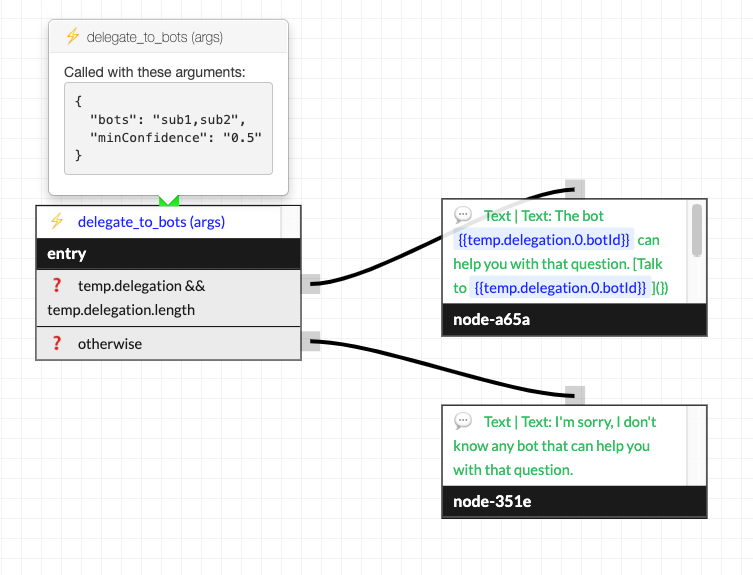 ⚡ delegate_to_bots (args)
Called with these arguments:
{
  "bots": "sub1,sub2",
  "minConfidence": "0.5"
}
⚡ delegate_to_bots (args)
entry
❓ temp.delegation &&
temp.delegation.length
❓ otherwise
💬 Text | Text: The bot
{{temp.delegation.0.botId}} can
help you with that question. [Talk
to {{temp.delegation.0.botId}} ](})
node-a65a
💬 Text | Text: I'm sorry, I don't
know any bot that can help you
with that question.
node-351e